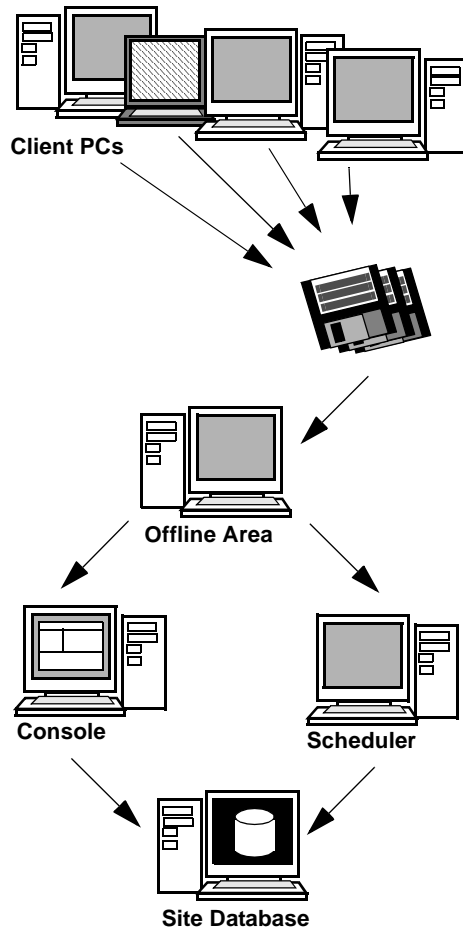 Client PCs
Offline Area
Console
Scheduler
Site Database